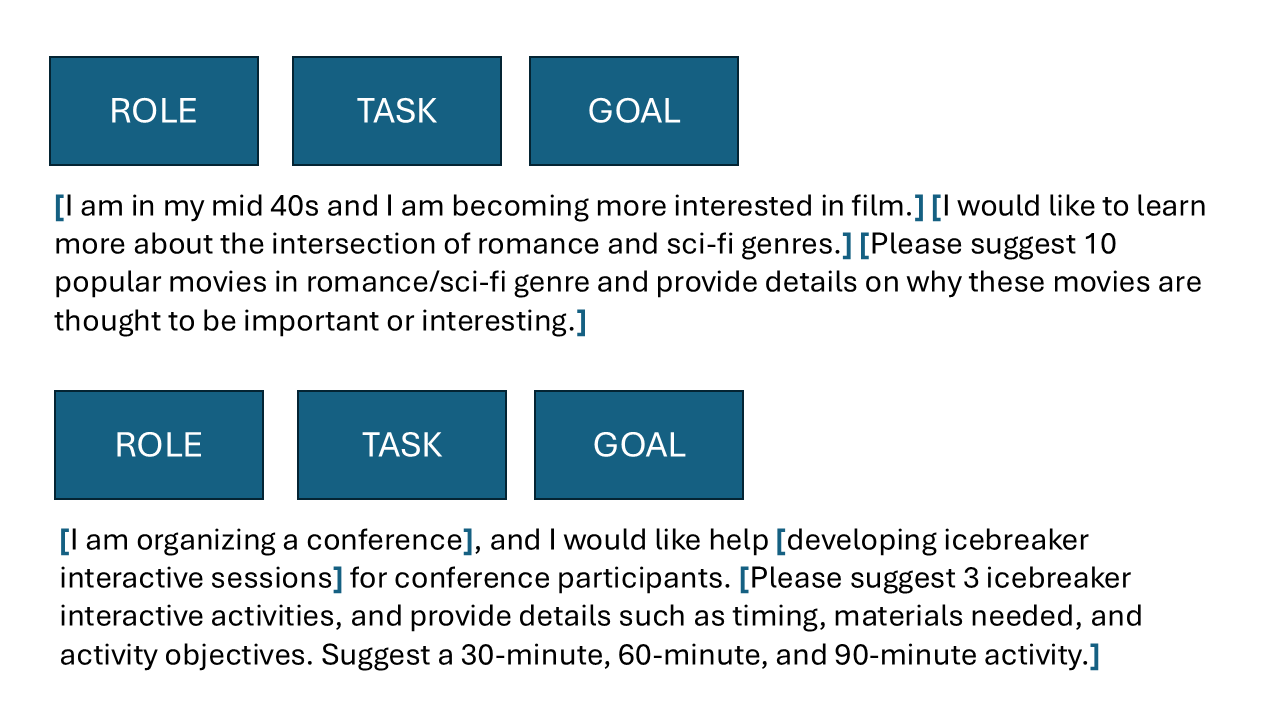 ROLE TASK GOAL
[I am in my mid 40s and I am becoming more interested in film.] [I would like to learn
more about the intersection of romance and sci-fi genres.] [Please suggest 10
popular movies in romance/sci-fi genre and provide details on why these movies are
thought to be important or interesting.]
ROLE TASK GOAL
[I am organizing a conference], and I would like help [developing icebreaker
interactive sessions] for conference participants. [Please suggest 3 icebreaker
interactive activities, and provide details such as timing, materials needed, and
activity objectives. Suggest a 30-minute, 60-minute, and 90-minute activity.]